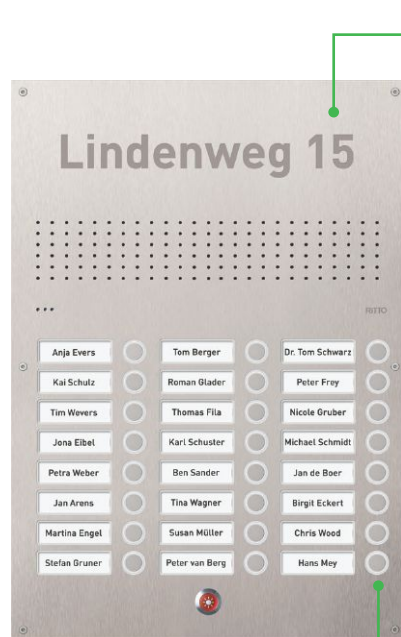 Lindenweg 15
RITTO
Anja Evers Tom Berger Dr. Tom Schwarz
Kai Schulz Roman Glader Peter Frey
Tim Wevers Thomas Fila Nicole Gruber
Jona Eibel Karl Schuster Michael Schmidt
Petra Weber Ben Sander Jan de Boer
Jan Arens Tina Wagner Birgit Eckert
Martina Engel Susan Müller Chris Wood
Stefan Gruner Peter van Berg Hans Mey